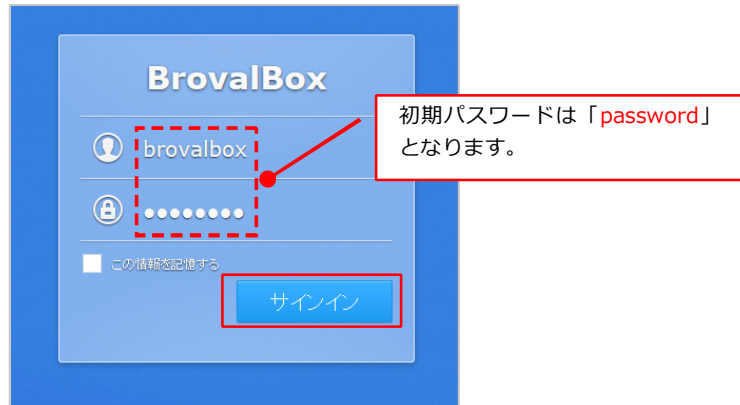 BrovalBox
brovalbox
●●●●●●●●
この情報を記憶する
サインイン
初期パスワードは「password」
となります。